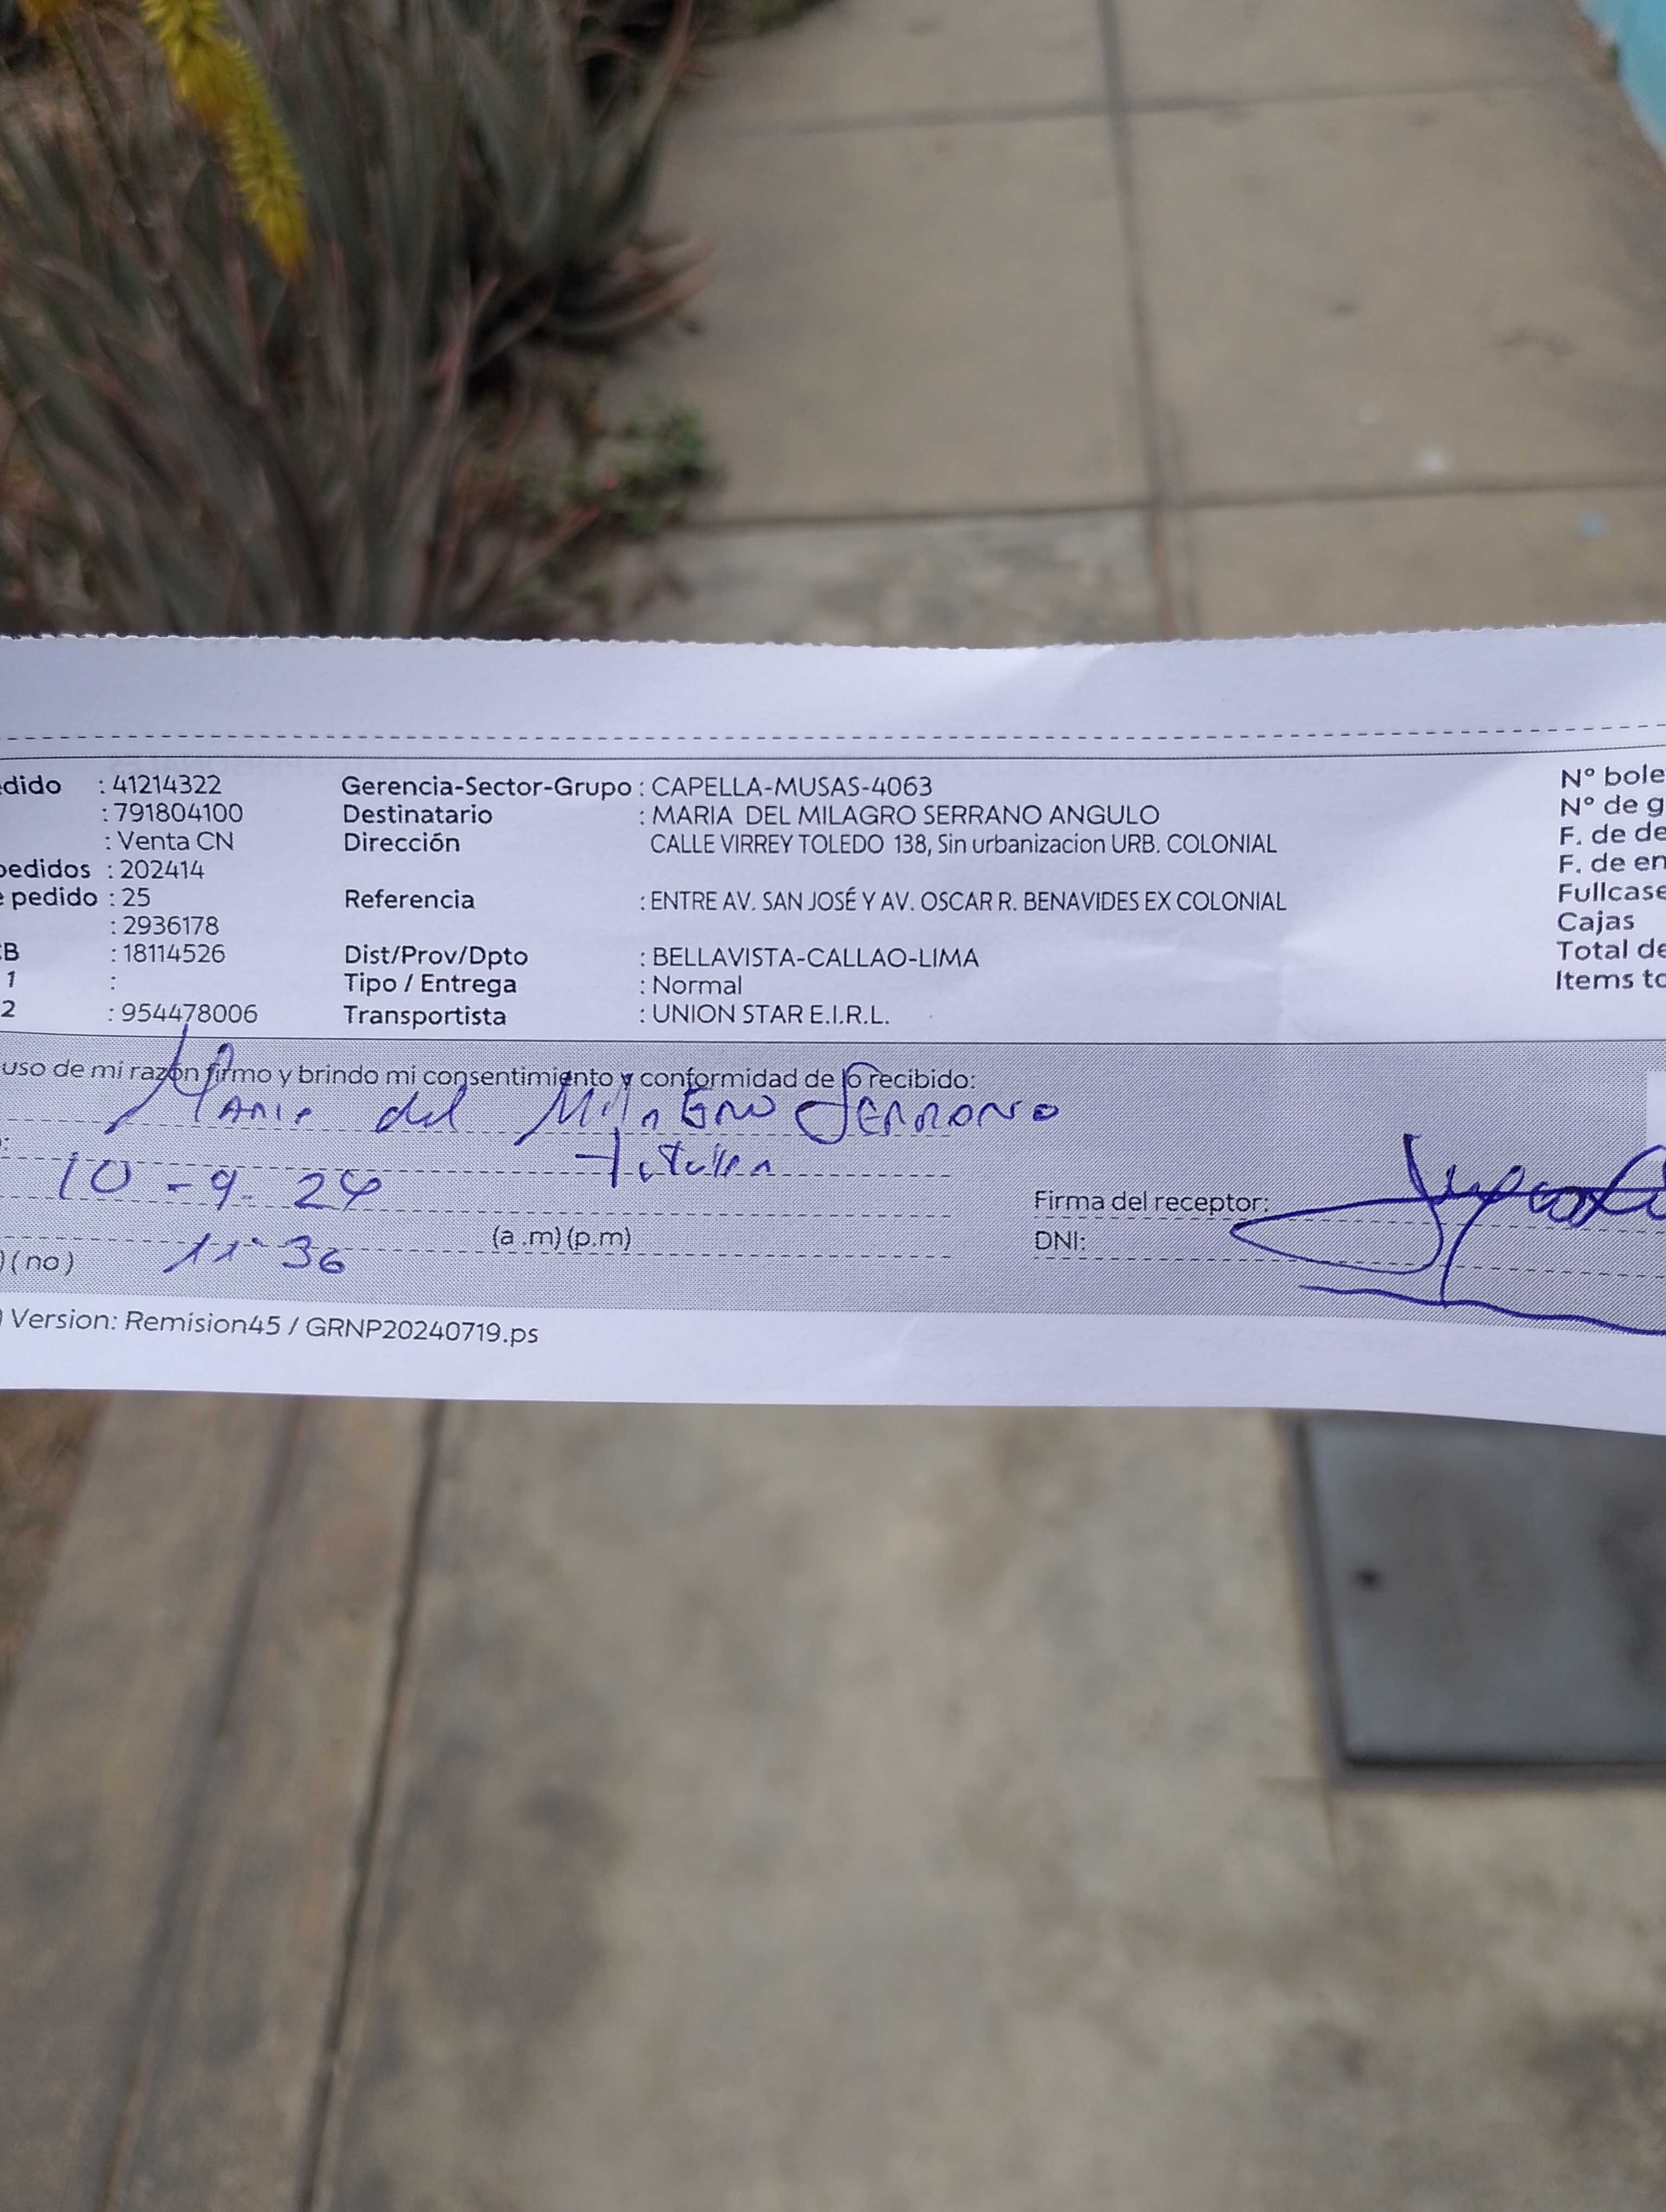 dido : 41214322 Gerencia-Sector-Grupo : CAPELLA-MUSAS-4063 N° bole
: 791804100 Destinatario : MARIA DEL MILAGRO SERRANO ANGULO N° de g
: Venta CN Dirección CALLE VIRREY TOLEDO 138, Sin urbanizacion URB. COLONIAL F. de de
pedidos : 202414 F. de en
e pedido : 25 Referencia : ENTRE AV. SAN JOSÉ Y AV. OSCAR R. BENAVIDES EX COLONIAL Fullcase
: 2936178 Cajas
CB : 18114526 Dist/Prov/Dpto : BELLAVISTA-CALLAO-LIMA Total de
1 : Tipo / Entrega : Normal Items to
2 : 954478006 Transportista : UNION STAR E.I.R.L.
uso de mi razón firmo y brindo mi consentimiento y conformidad de lo recibido:
Maria del Milagro Serrano
10 - 9 - 24
Firma del receptor:
(a .m) (p.m) DNI:
) ( no ) 11 36
) Version: Remision45 / GRNP20240719.ps